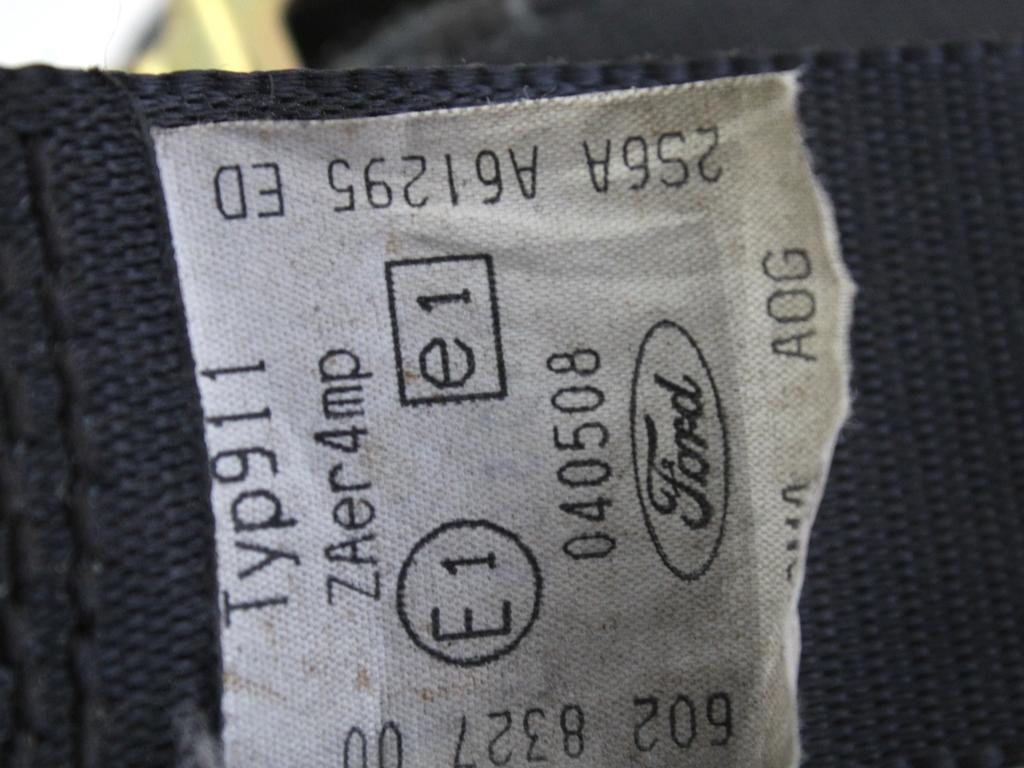 2S6A A61295 ED
Typ911
ZAer4mp
e1
E1
040508
Ford
AOG
602 8327 00